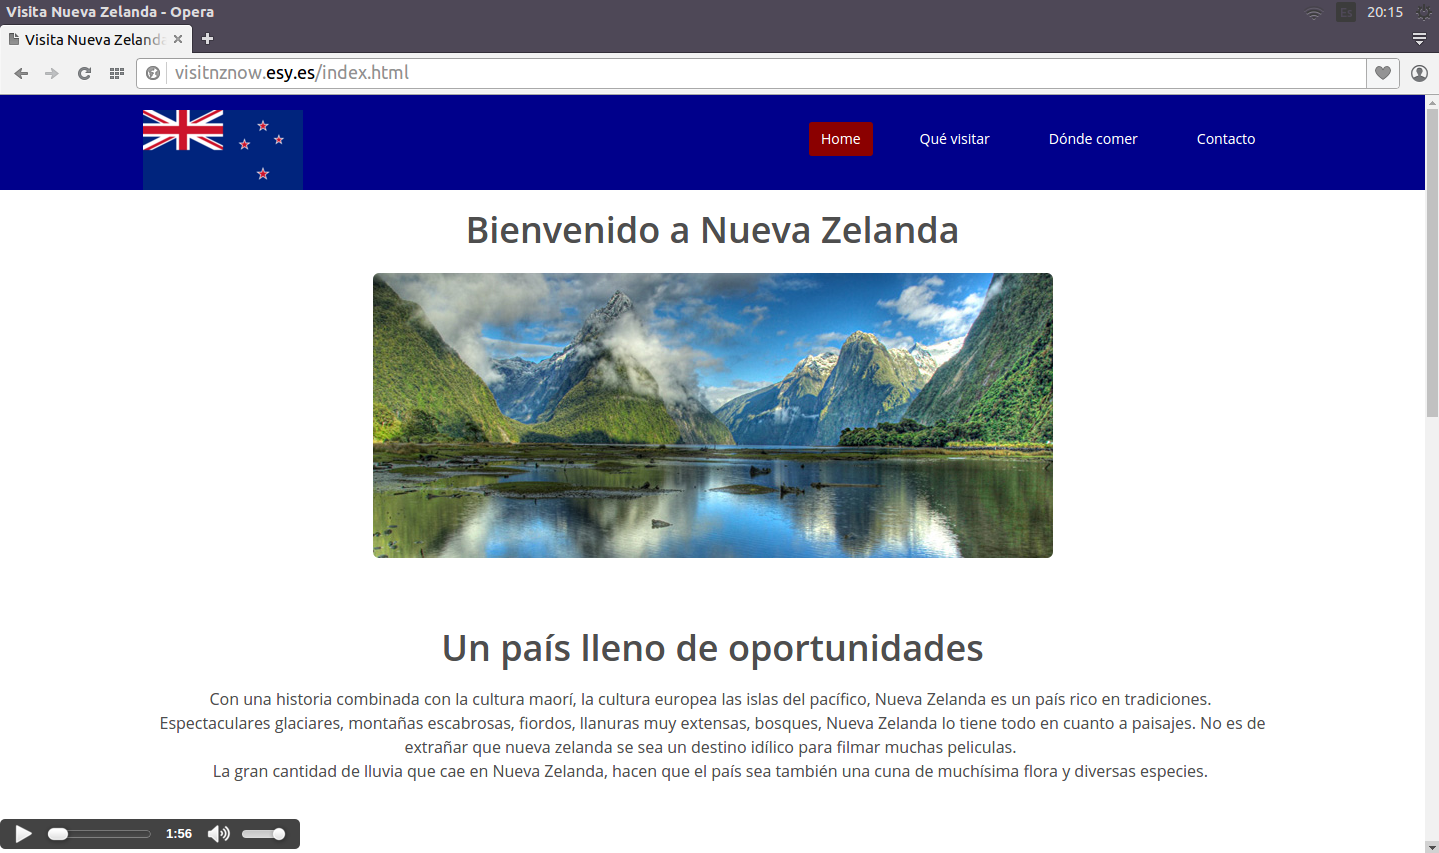 Visita Nueva Zelanda - Opera
Es
20:15
Visita Nueva Zelanda
visitnznow.esy.es/index.html
Home
Qué visitar
Dónde comer
Contacto
Bienvenido a Nueva Zelanda
Un país lleno de oportunidades
Con una historia combinada con la cultura maorí, la cultura europea las islas del pacífico, Nueva Zelanda es un país rico en tradiciones.
Espectaculares glaciares, montañas escabrosas, fiordos, llanuras muy extensas, bosques, Nueva Zelanda lo tiene todo en cuanto a paisajes. No es de
extrañar que nueva zelanda se sea un destino idílico para filmar muchas peliculas.
La gran cantidad de lluvia que cae en Nueva Zelanda, hacen que el país sea también una cuna de muchísima flora y diversas especies.
1:56